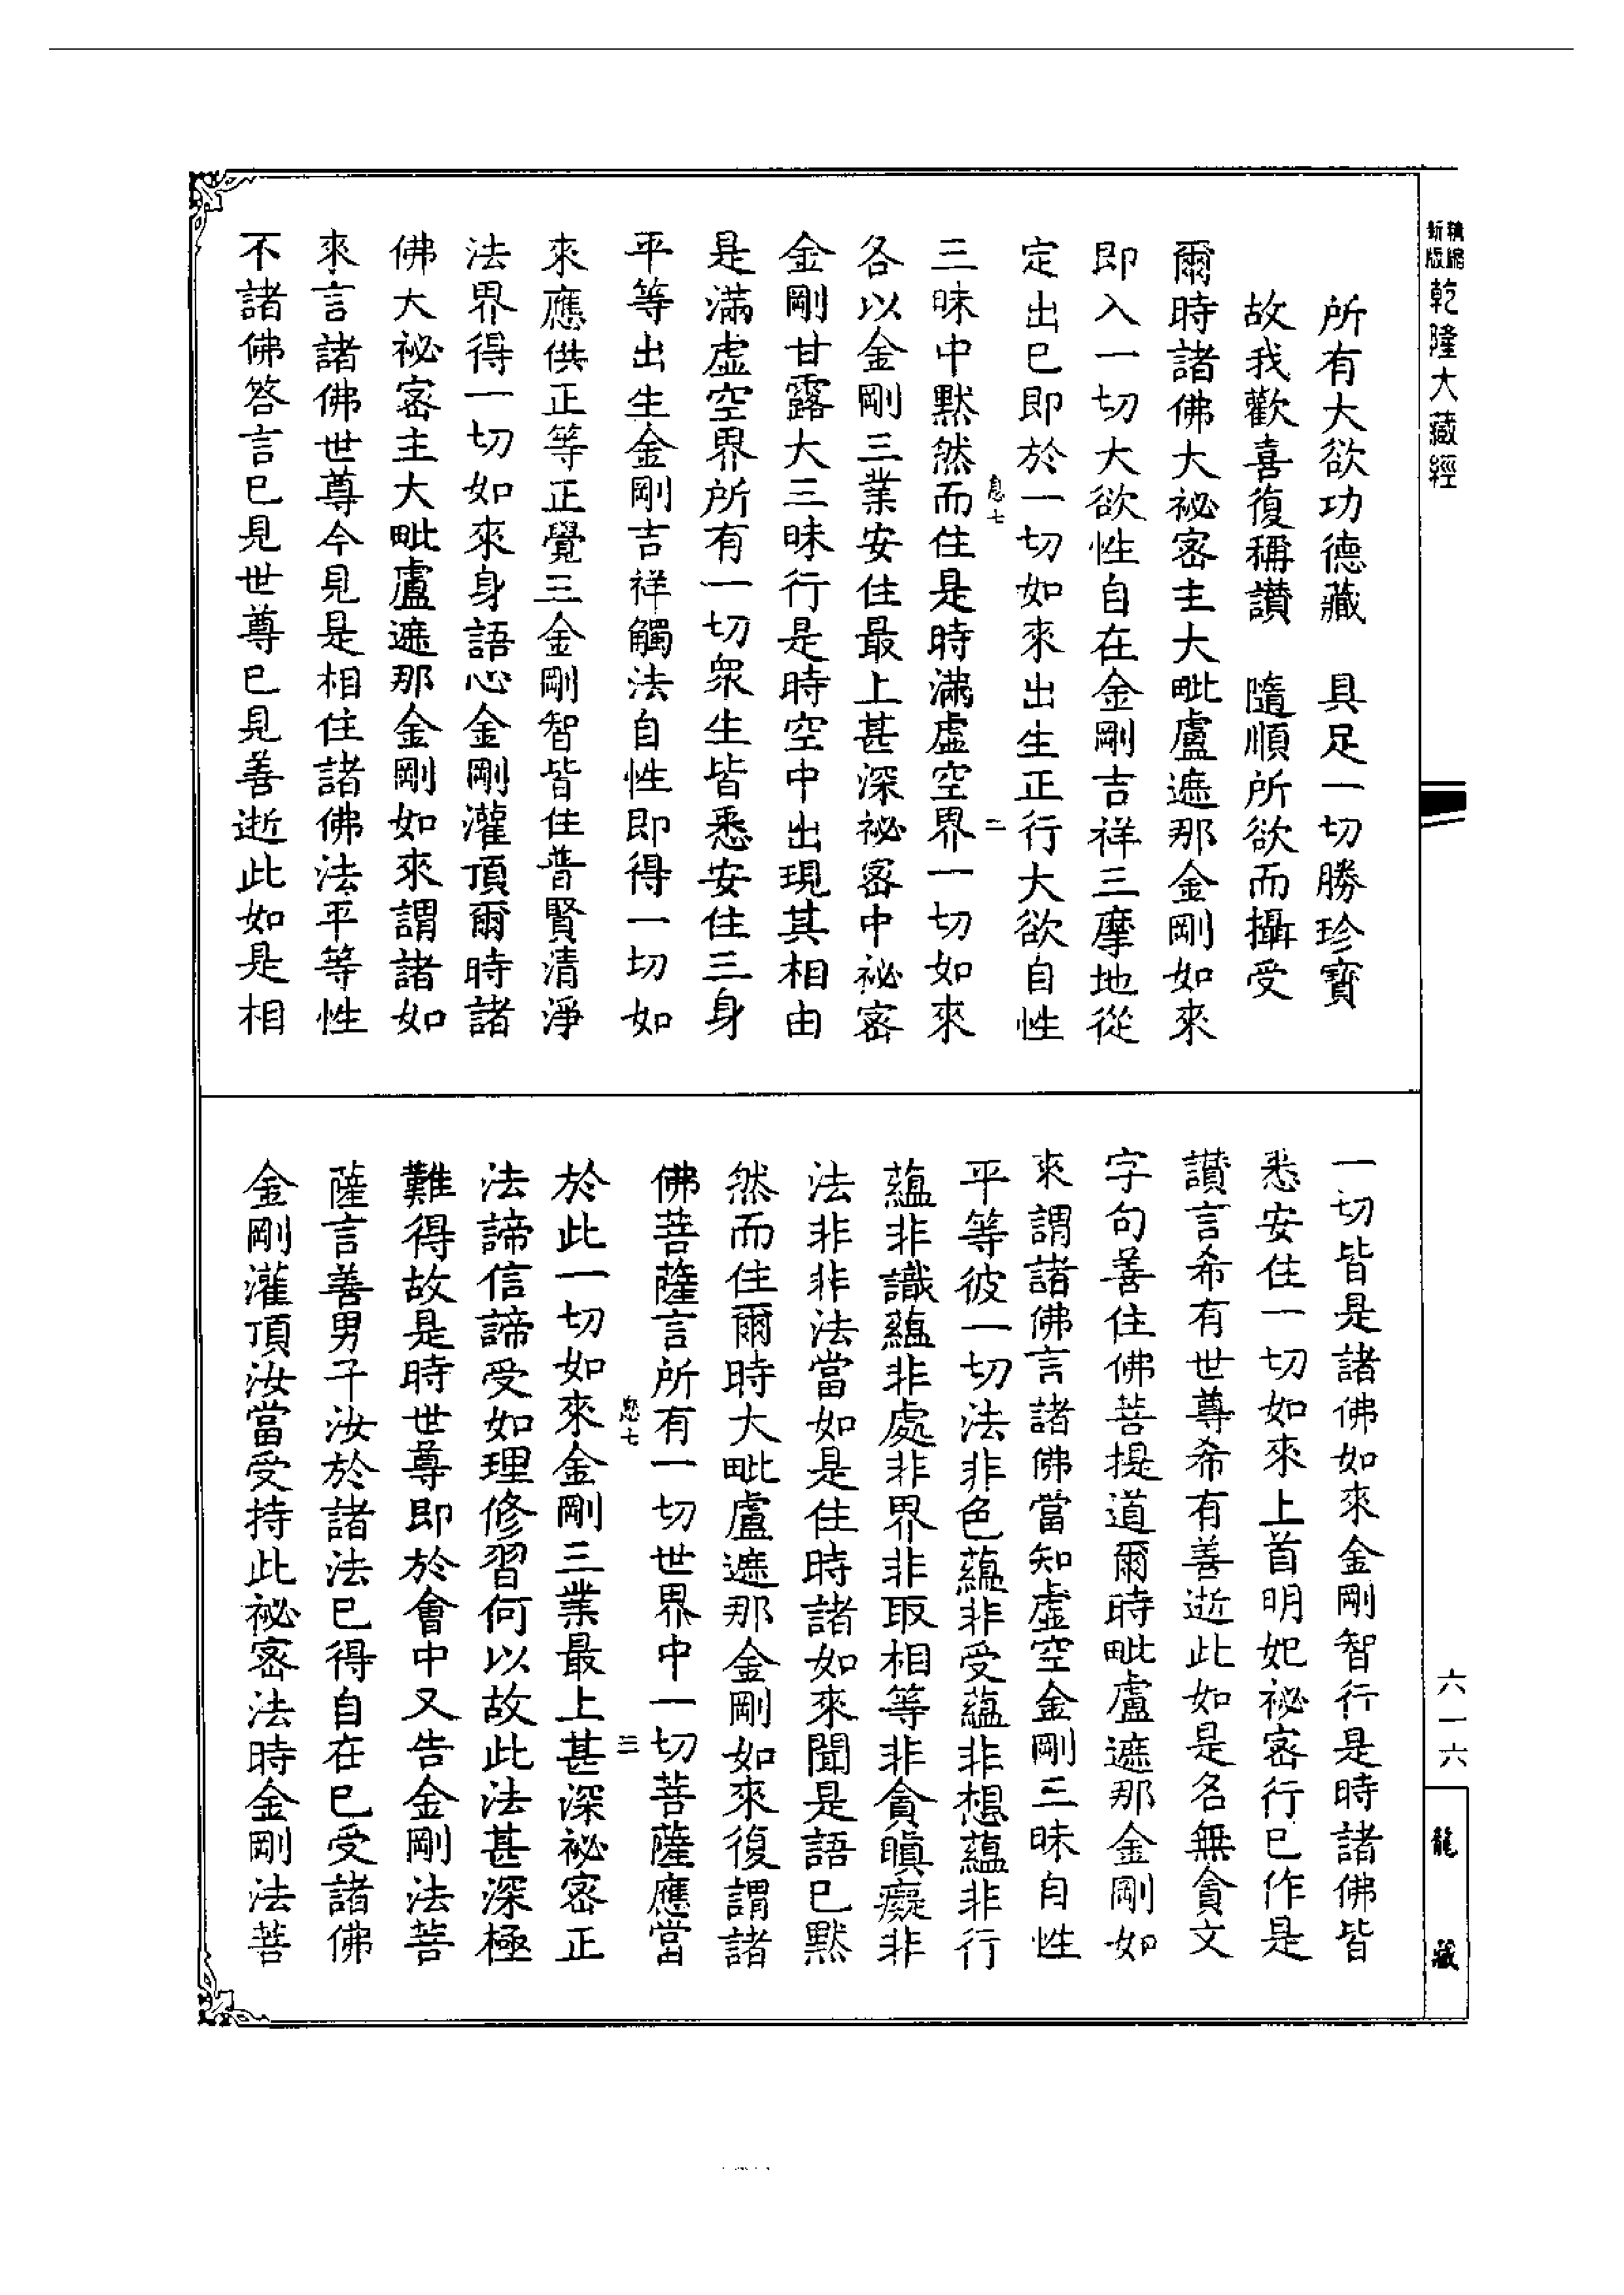 精縮
新版
乾隆大藏經
所有大欲功德藏　具足一切勝珍寶
故我歡喜復稱讚　隨順所欲而攝受
爾時諸佛大祕密主大毗盧遮那金剛如來
即入一切大欲性自在金剛吉祥三摩地從
定出已即於一切如來出生正行大欲自性
二
三昧中默然而住是時滿虛空界一切如來
各以金剛三業安住最上甚深祕密中祕密
金剛甘露大三昧行是時空中出現其相由
是滿虛空界所有一切眾生皆悉安住三身
平等出生金剛吉祥觸法自性即得一切如
來應供正等正覺三金剛智皆住普賢清淨
法界得一切如來身語心金剛灌頂爾時諸
佛大祕密主大毗盧遮那金剛如來謂諸如
來言諸佛世尊今見是相住諸佛法平等性
不諸佛答言已見世尊已見善逝此如是相
一切皆是諸佛如來金剛智行是時諸佛皆
悉安住一切如來上首明妃祕密行已作是
讚言希有世尊希有善逝此如是名無貪文
字句善住佛菩提道爾時毗盧遮那金剛如
來謂諸佛言諸佛當知虛空金剛三昧自性
平等彼一切法非色蘊非受蘊非想蘊非行
蘊非識蘊非處非界非取相等非貪瞋癡非
法非非法當如是住時諸如來聞是語已默
然而住爾時大毗盧遮那金剛如來復謂諸
佛菩薩言所有一切世界中一切菩薩應當
三
於此一切如來金剛三業最上甚深祕密正
法諦信諦受如理修習何以故此法甚深極
難得故是時世尊即於會中又告金剛法菩
薩言善男子汝於諸法已得自在已受諸佛
金剛灌頂汝當受持此祕密法時金剛法菩
六一六
龍藏